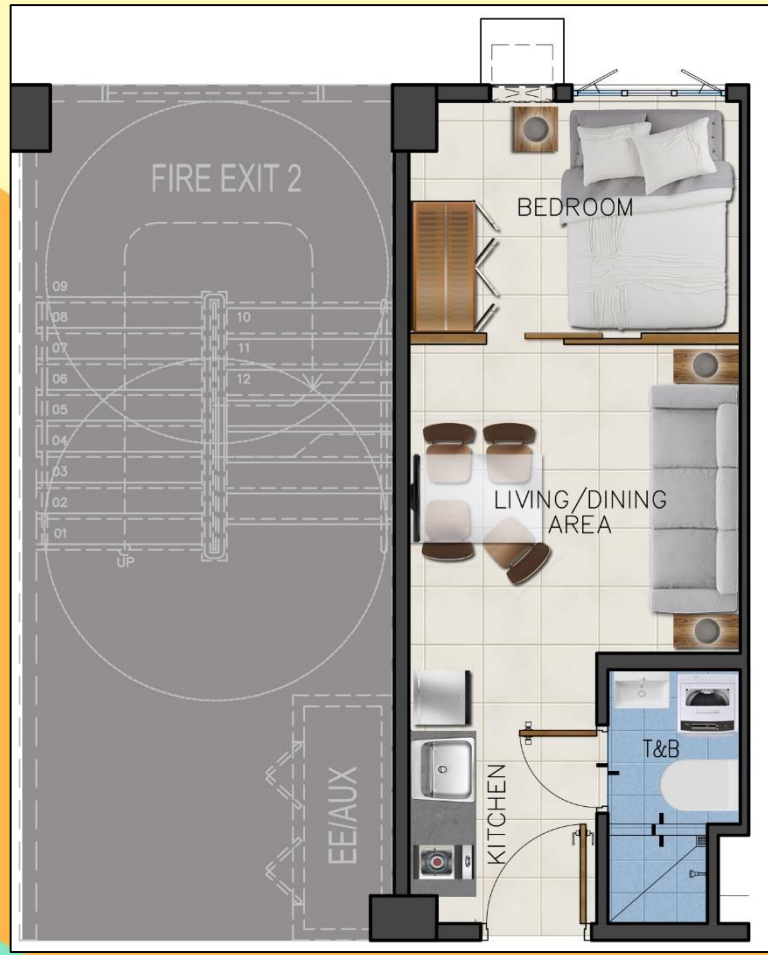 FIRE EXIT 2
BEDROOM
09
08
07
06
05
04
03
02
01
10
11
12
UP
LIVING/DINING
AREA
T&B
KITCHEN
EE/AUX